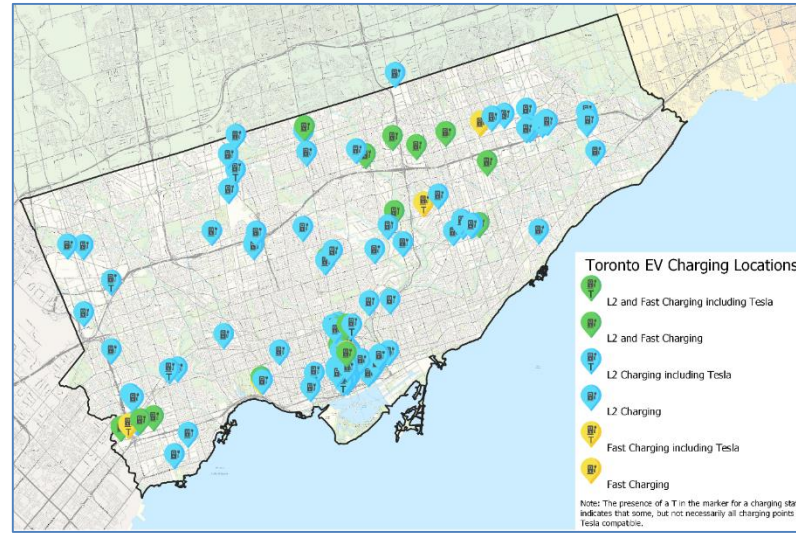 Toronto EV Charging Locations
L2 and Fast Charging including Tesla
L2 and Fast Charging
L2 Charging including Tesla
L2 Charging
Fast Charging including Tesla
Fast Charging
Note: The presence of a T in the marker for a charging sta
indicates that some, but not necessarily all charging points
Tesla compatible.